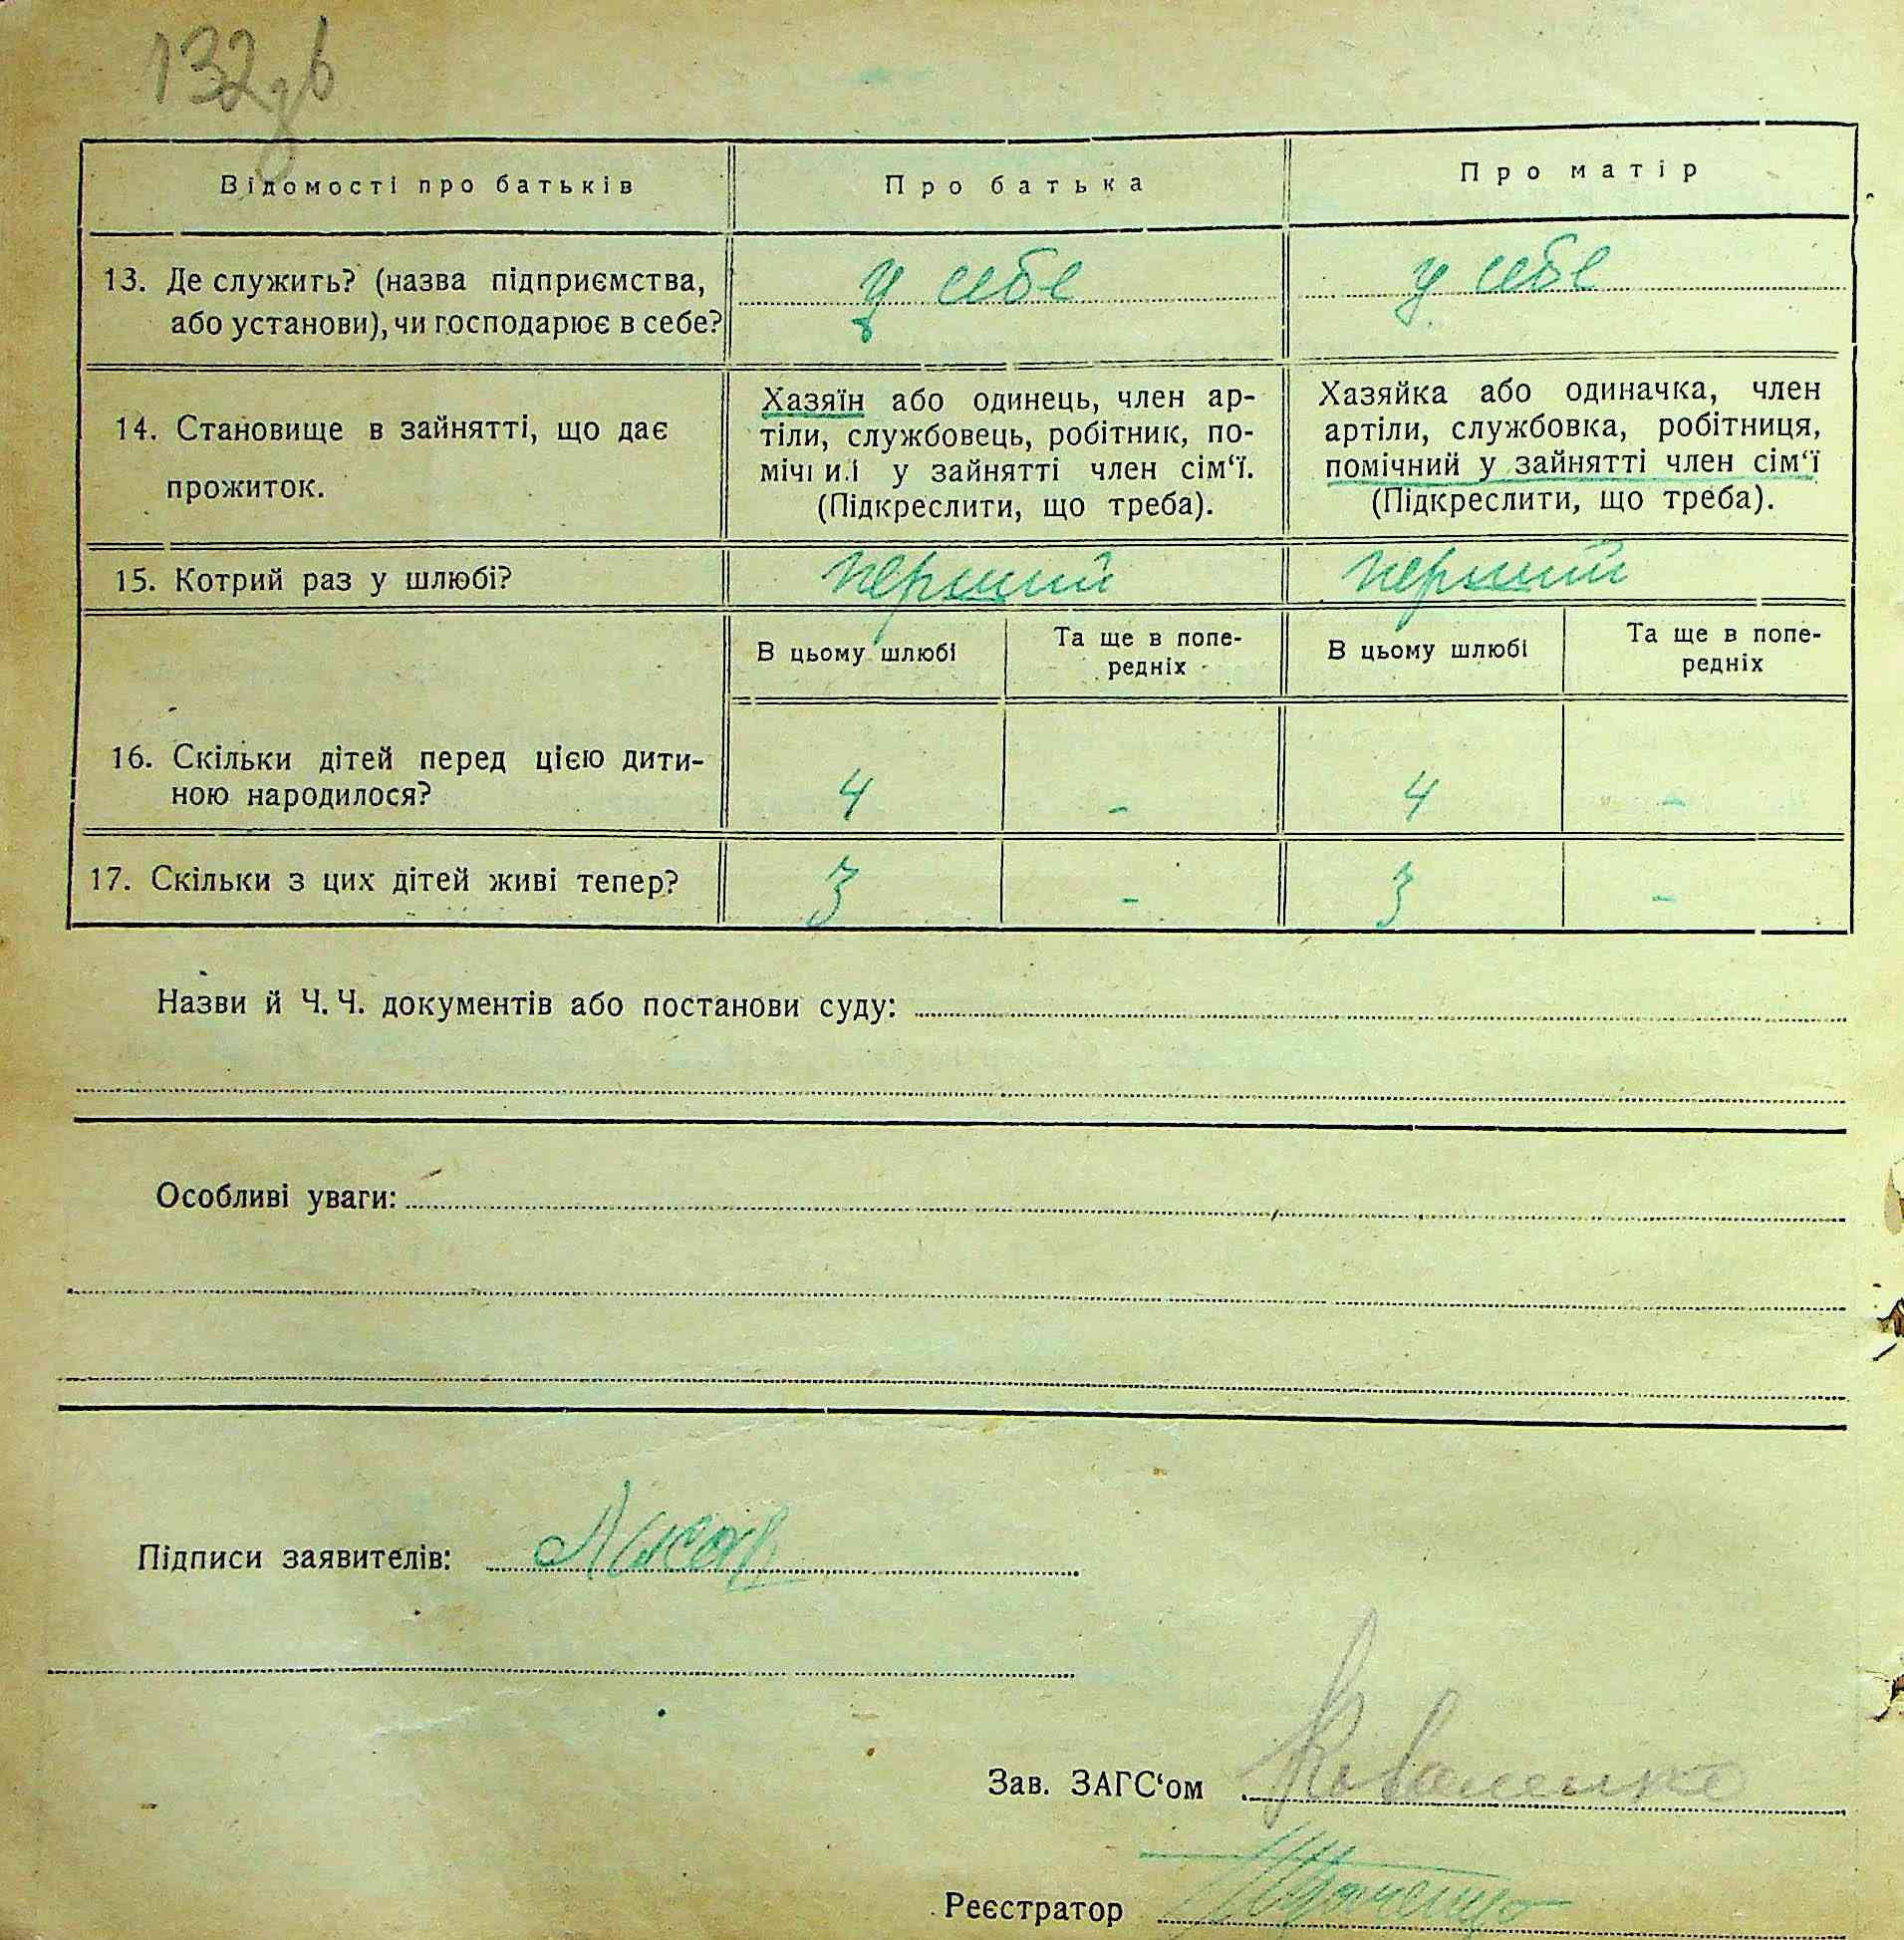 132
Відомості про батьків
Про батька
Про матір
13. Де служить? (назва підприємства,
або установи), чи господарює в себе?
у себе
у себе
14. Становище в зайнятті, що дає
прожиток.
Хазяїн або одинець, член ар-
тіли, службовець, робітник, по-
мічний у зайнятті член сім‘ї.
(Підкреслити, що треба).
Хазяйка або одиначка, член
артіли, службовка, робітниця,
помічний у зайнятті член сім‘ї
(Підкреслити, що треба).
15. Котрий раз у шлюбі?
перший
перший
В цьому шлюбі
Та ще в попе-
редніх
В цьому шлюбі
Та ще в попе-
редніх
16. Скільки дітей перед цією дити-
ною народилося?
4
-
4
-
17. Скільки з цих дітей живі тепер?
3
-
3
-
Назви й Ч. Ч. документів або постанови суду:
Особливі уваги:
Підписи заявителів:
Зав. ЗАГС‘ом Коваленко
Реєстратор